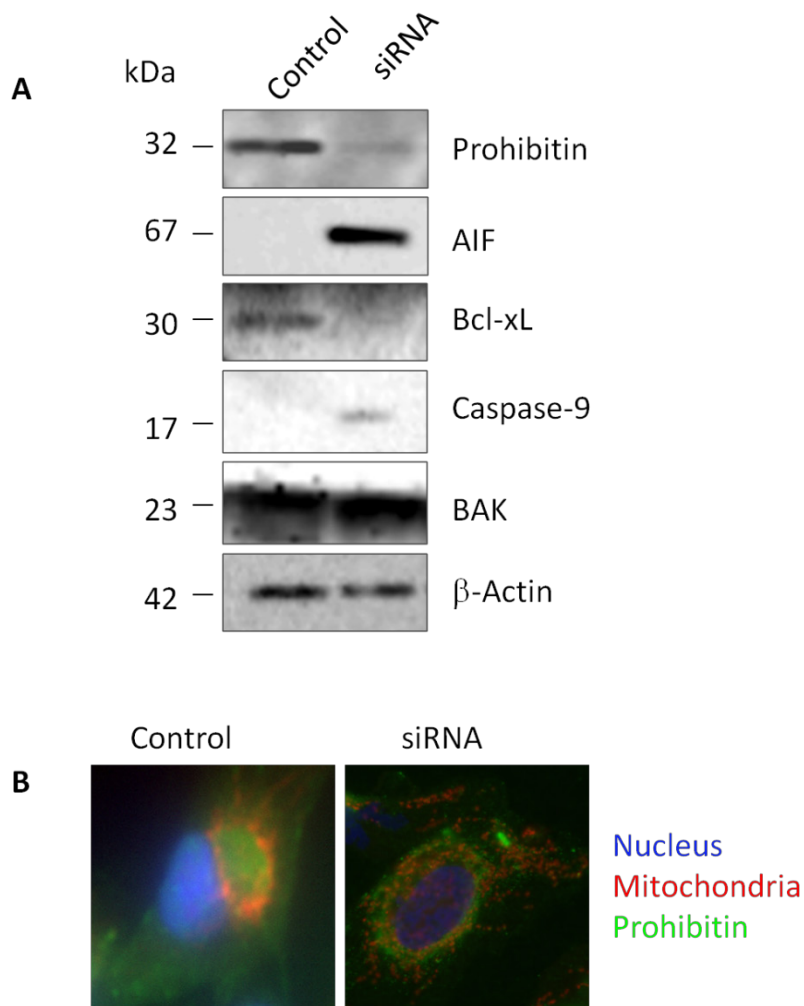 A
kDa
Control
siRNA
32
Prohibitin
67
AIF
30
Bcl-xL
17
Caspase-9
23
BAK
42
β-Actin
B
Control
siRNA
Nucleus
Mitochondria
Prohibitin